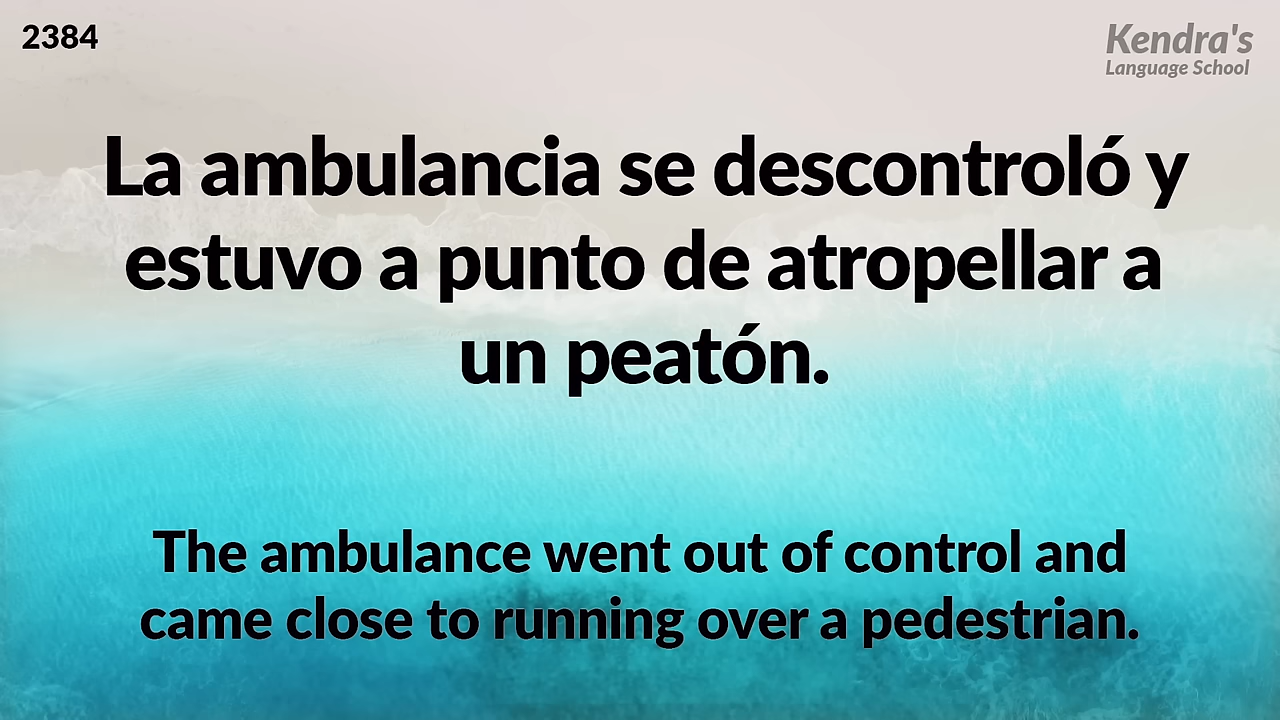 2384
Kendra's
Language School
La ambulancia se descontroló y
estuvo a punto de atropellar a
un peatón.
The ambulance went out of control and
came close to running over a pedestrian.